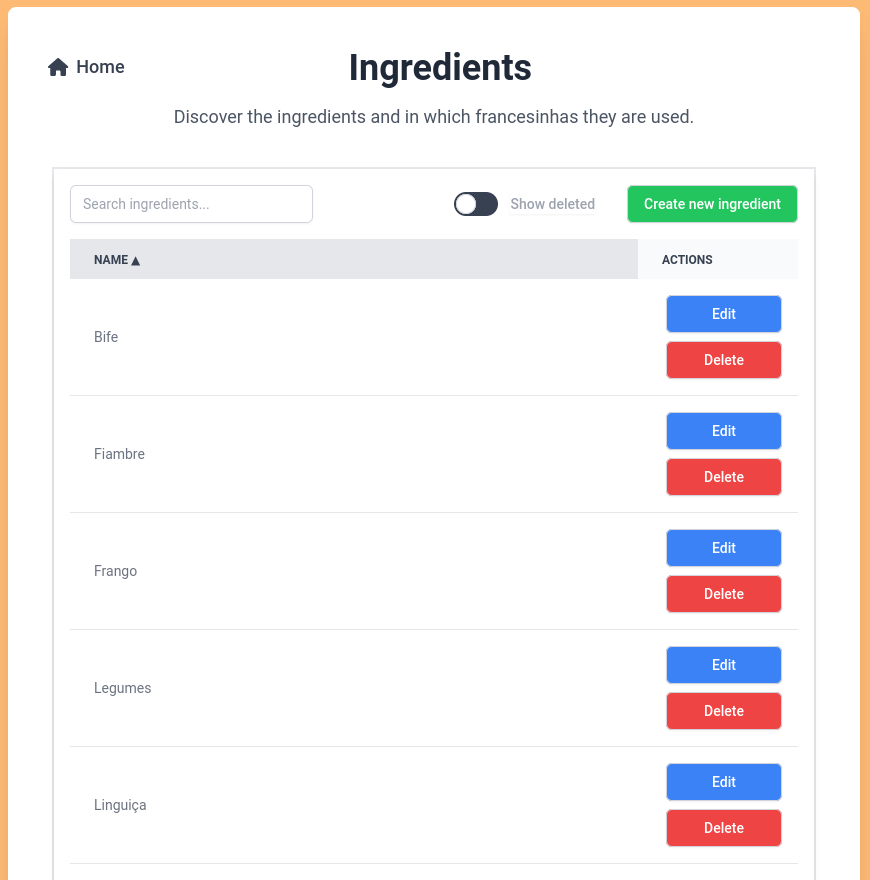 Home
Ingredients
Discover the ingredients and in which francesinhas they are used.
Search ingredients...
Show deleted
Create new ingredient
NAME ▲
ACTIONS
Bife
Edit
Delete
Fiambre
Edit
Delete
Frango
Edit
Delete
Legumes
Edit
Delete
Linguiça
Edit
Delete